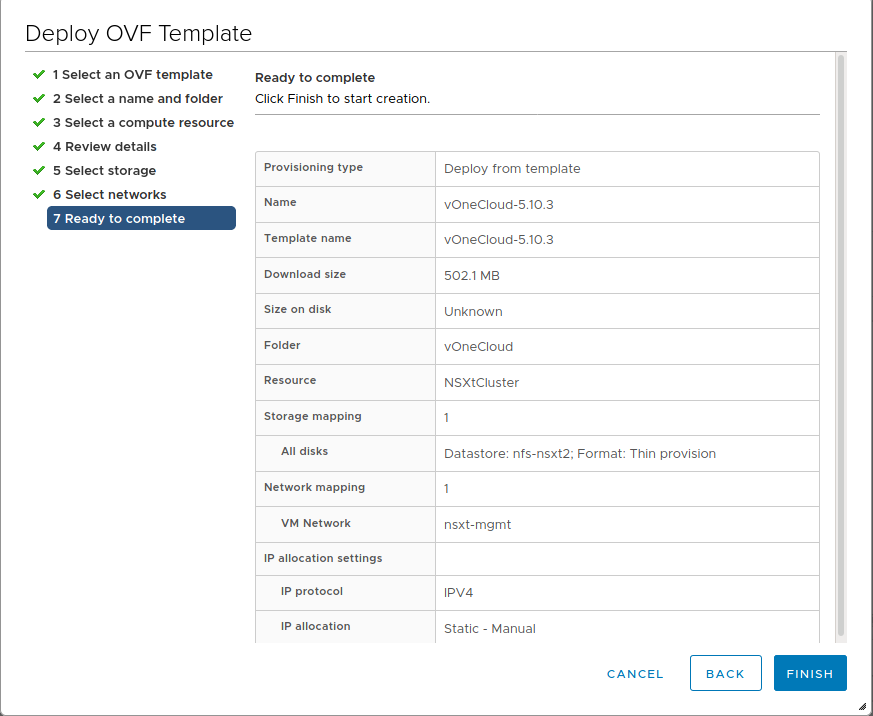 Deploy OVF Template
1 Select an OVF template
2 Select a name and folder
3 Select a compute resource
4 Review details
5 Select storage
6 Select networks
7 Ready to complete
Ready to complete
Click Finish to start creation.
Provisioning type Deploy from template
Name vOneCloud-5.10.3
Template name vOneCloud-5.10.3
Download size 502.1 MB
Size on disk Unknown
Folder vOneCloud
Resource NSXtCluster
Storage mapping 1
All disks Datastore: nfs-nsxt2; Format: Thin provision
Network mapping 1
VM Network nsxt-mgmt
IP allocation settings
IP protocol IPV4
IP allocation Static - Manual
CANCEL BACK FINISH